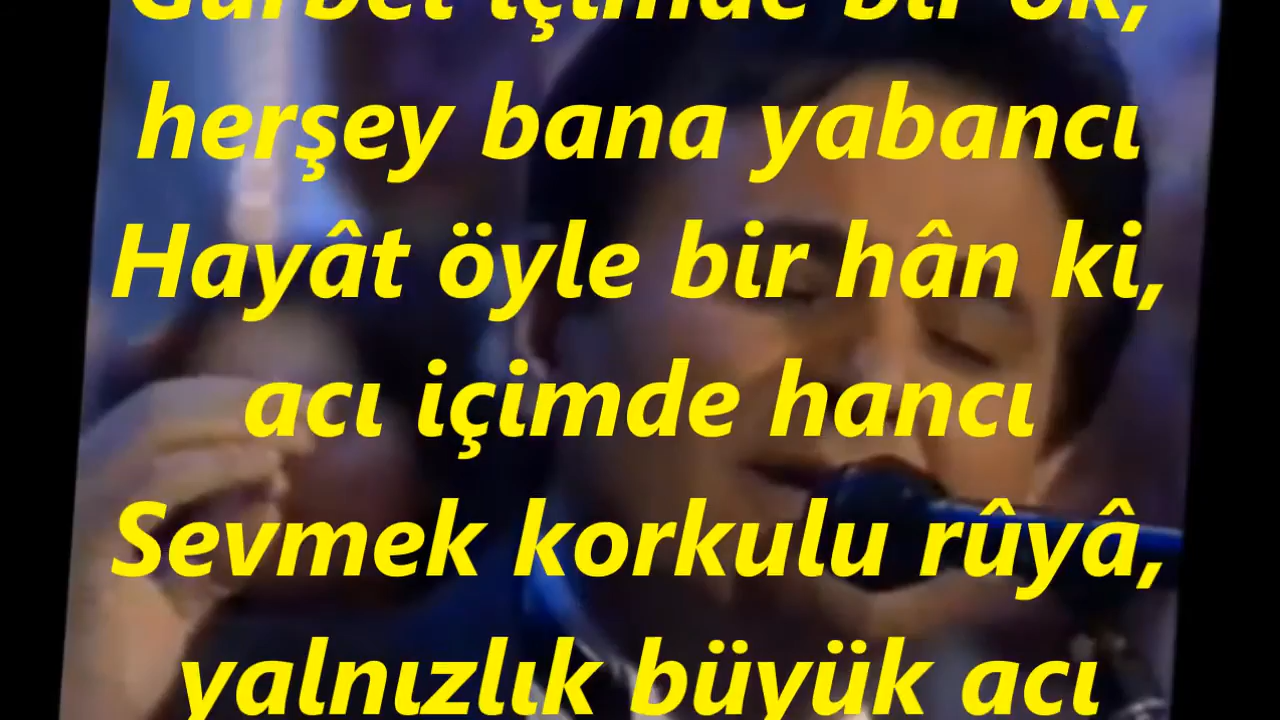 Gurbet içimde bir ok,
herşey bana yabancı
Hayât öyle bir hân ki,
acı içimde hancı
Sevmek korkulu rûyâ,
yalnızlık büyük acı